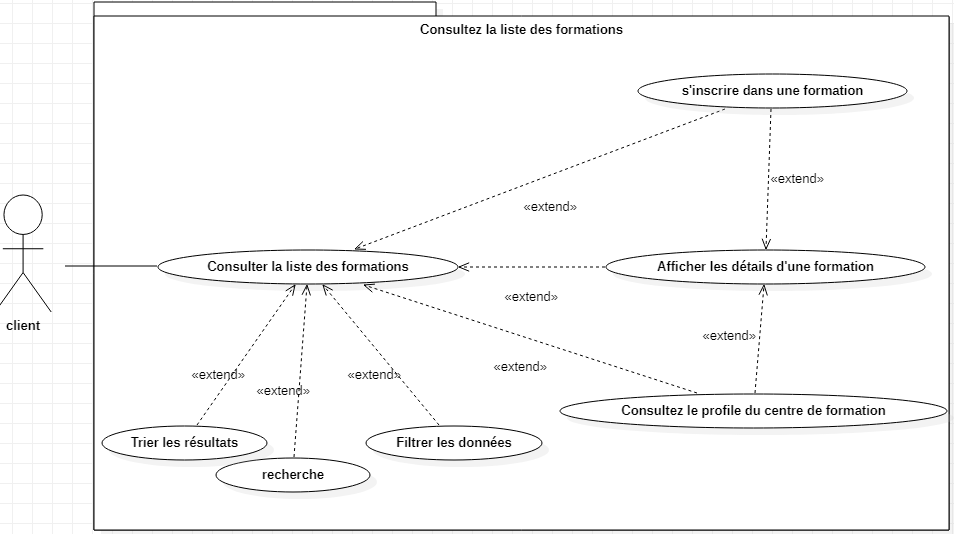 Consultez la liste des formations
s'inscrire dans une formation
«extend»
«extend»
Consulter la liste des formations
Afficher les détails d'une formation
«extend»
client
«extend»
«extend»
«extend»
«extend»
«extend»
Consultez le profile du centre de formation
Trier les résultats
Filtrer les données
recherche